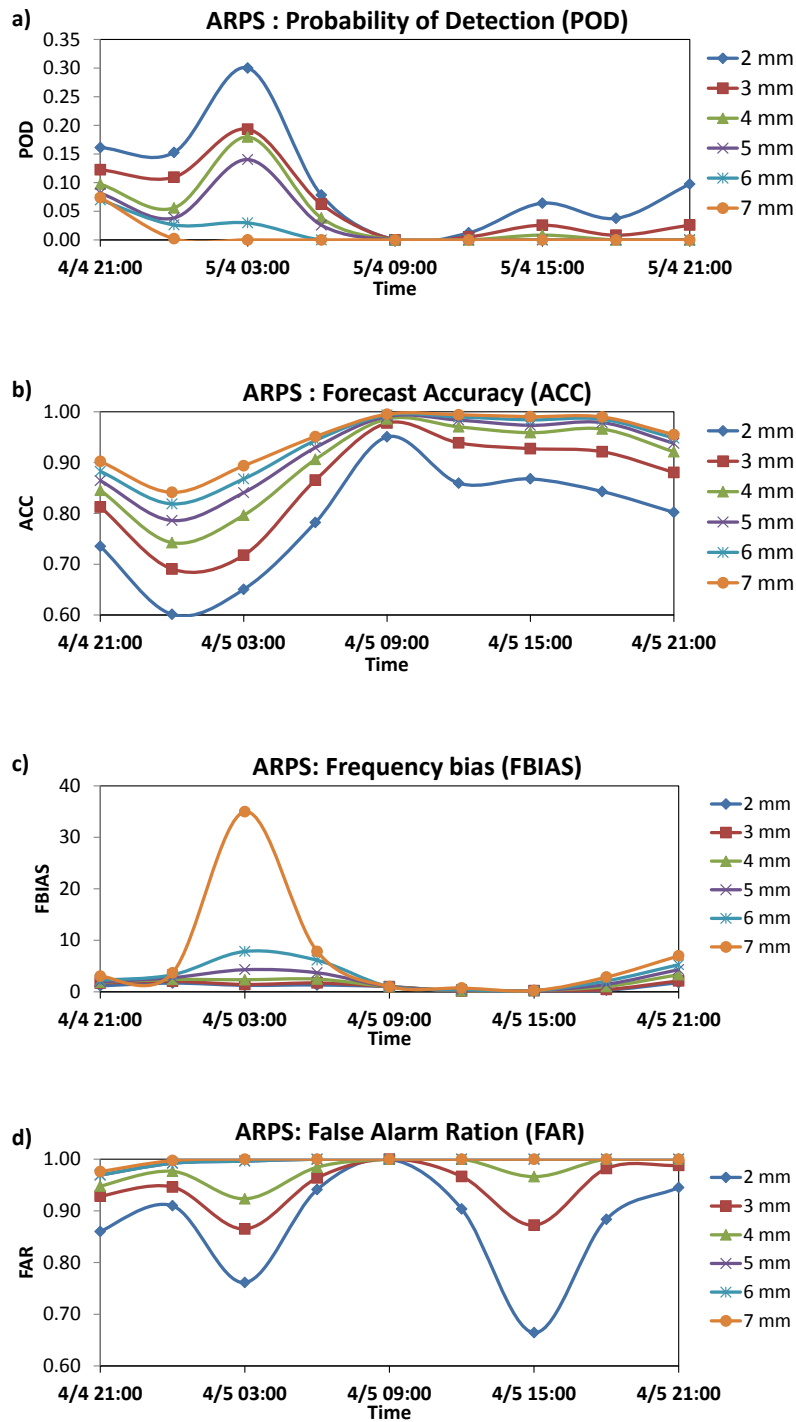 a)
ARPS : Probability of Detection (POD)
0.35
0.30
0.25
0.20
0.15
0.10
0.05
0.00
POD
4/4 21:00 5/4 03:00 5/4 09:00 5/4 15:00 5/4 21:00
Time
2 mm
3 mm
4 mm
5 mm
6 mm
7 mm
b)
ARPS : Forecast Accuracy (ACC)
1.00
0.90
0.80
0.70
0.60
ACC
4/4 21:00 4/5 03:00 4/5 09:00 4/5 15:00 4/5 21:00
Time
2 mm
3 mm
4 mm
5 mm
6 mm
7 mm
c)
ARPS: Frequency bias (FBIAS)
40
30
20
10
0
FBIAS
4/4 21:00 4/5 03:00 4/5 09:00 4/5 15:00 4/5 21:00
Time
2 mm
3 mm
4 mm
5 mm
6 mm
7 mm
d)
ARPS: False Alarm Ration (FAR)
1.00
0.90
0.80
0.70
0.60
FAR
4/4 21:00 4/5 03:00 4/5 09:00 4/5 15:00 4/5 21:00
Time
2 mm
3 mm
4 mm
5 mm
6 mm
7 mm